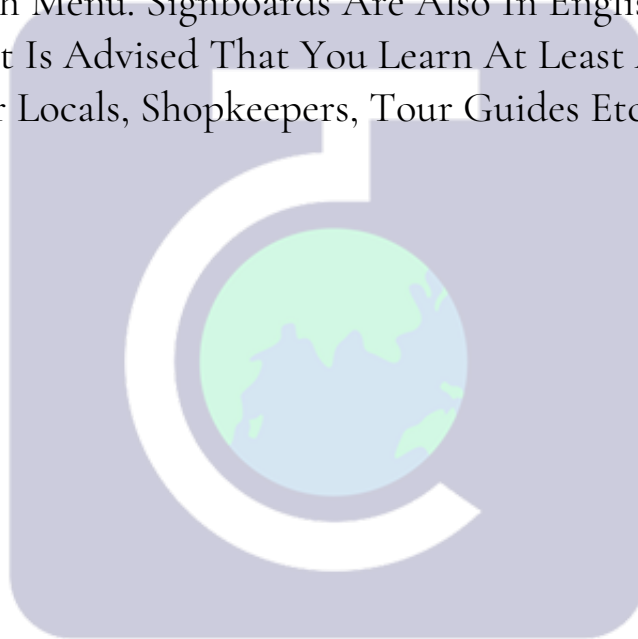 Menu. Signboards Are Also In
Is Advised That You Learn At Least
Locals, Shopkeepers, Tour Guides